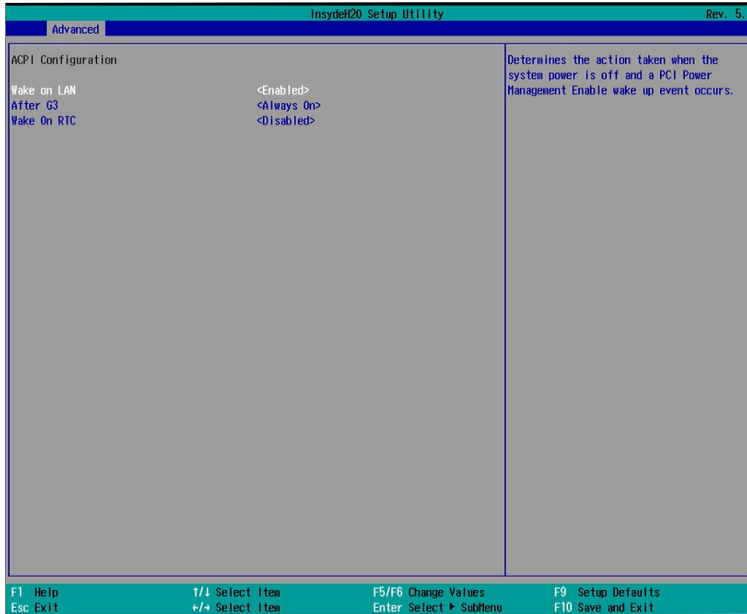 InsydeH20 Setup Utility Rev. 5.
Advanced
ACPI Configuration
Wake on LAN <Enabled>
After G3 <Always On>
Wake On RTC <Disabled>
Determines the action taken when the
system power is off and a PCI Power
Management Enable wake up event occurs.
F1 Help ↑/↓ Select Item F5/F6 Change Values F9 Setup Defaults
Esc Exit ←/→ Select Item Enter Select ▶ SubMenu F10 Save and Exit